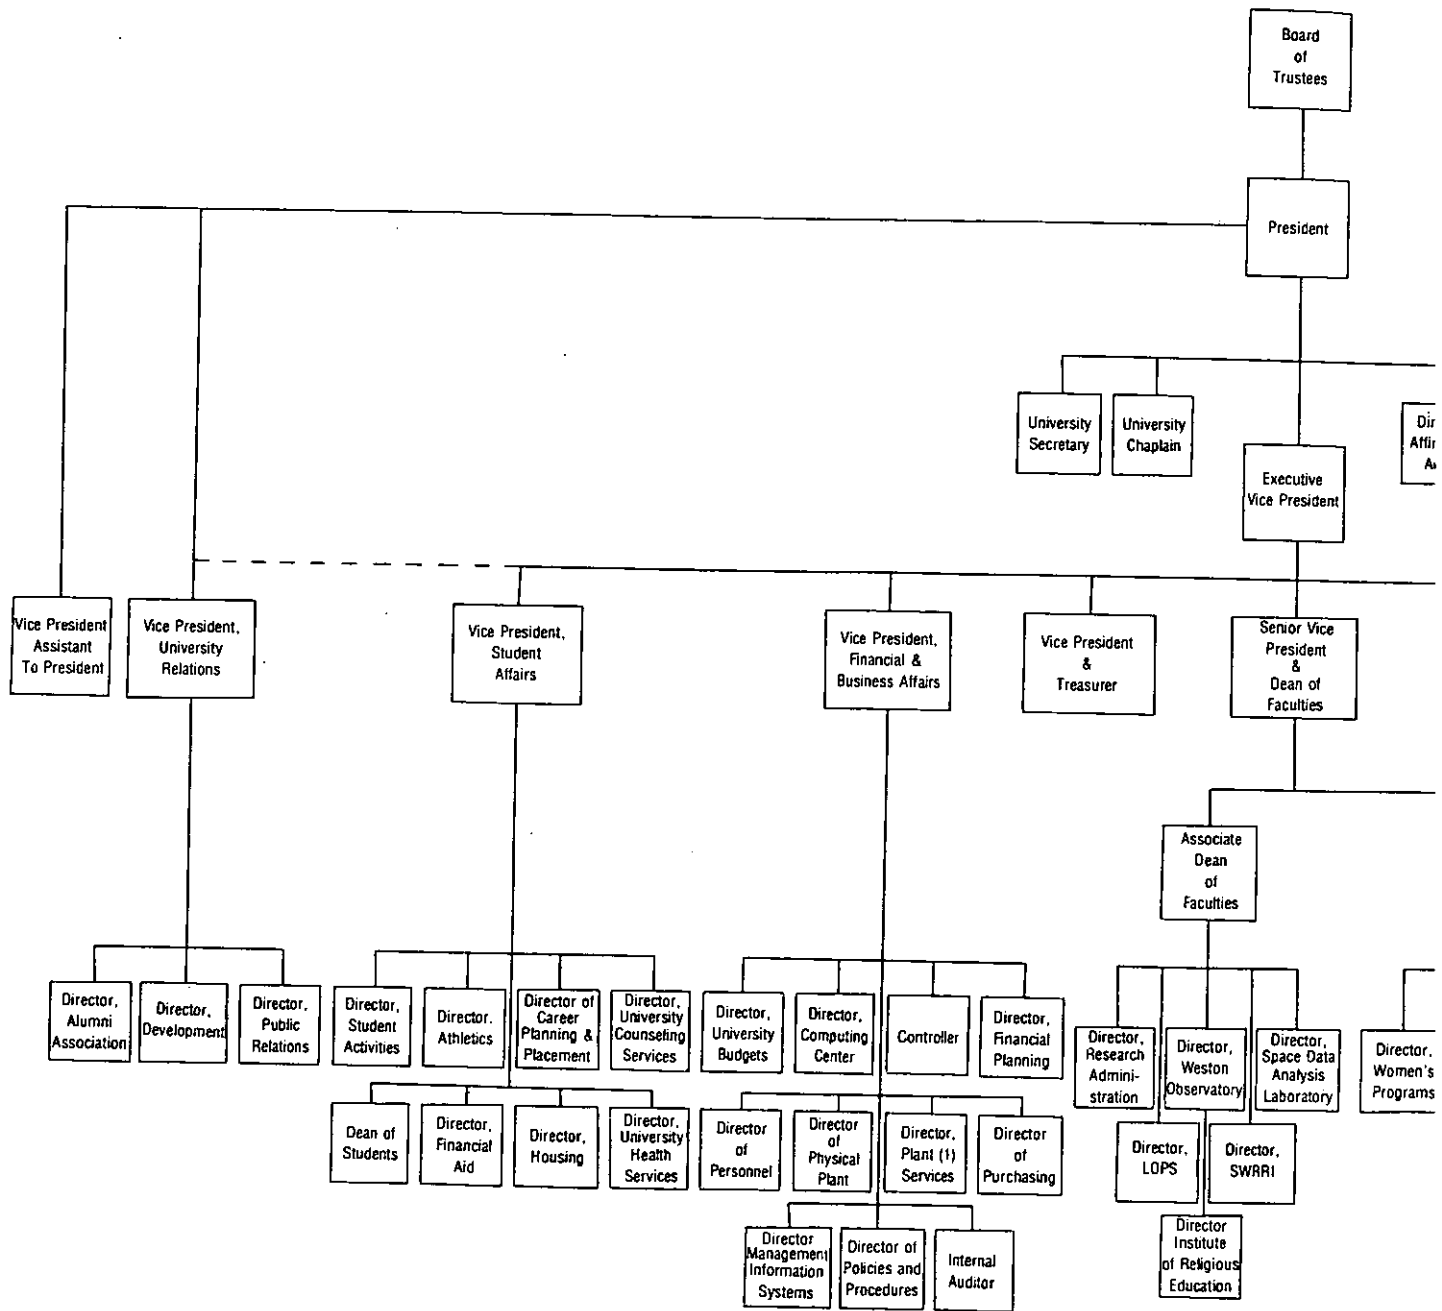 Board
of
Trustees
President
University
Secretary
University
Chaplain
Executive
Vice President
Vice President
Assistant
To President
Vice President,
University
Relations
Vice President,
Student
Affairs
Vice President,
Financial &
Business Affairs
Vice President
&
Treasurer
Senior Vice
President
&
Dean of
Faculties
Associate
Dean
of
Faculties
Director,
Alumni
Association
Director,
Development
Director,
Public
Relations
Director,
Student
Activities
Director.
Athletics
Director of
Career
Planning &
Placement
Director,
University
Counseling
Services
Director,
University
Budgets
Director,
Computing
Center
Controller
Director,
Financial
Planning
Director,
Research
Admini-
stration
Director,
Weston
Observatory
Director,
Space Data
Analysis
Laboratory
Director,
Women's
Programs
Dean of
Students
Director,
Financial
Aid
Director,
Housing
Director,
University
Health
Services
Director
of
Personnel
Director
of
Physical
Plant
Director,
Plant (1)
Services
Director
of
Purchasing
Director,
LOPS
Director,
SWRRI
Director
Management
Information
Systems
Director of
Policies and
Procedures
Internal
Auditor
Director
Institute
of Religious
Education